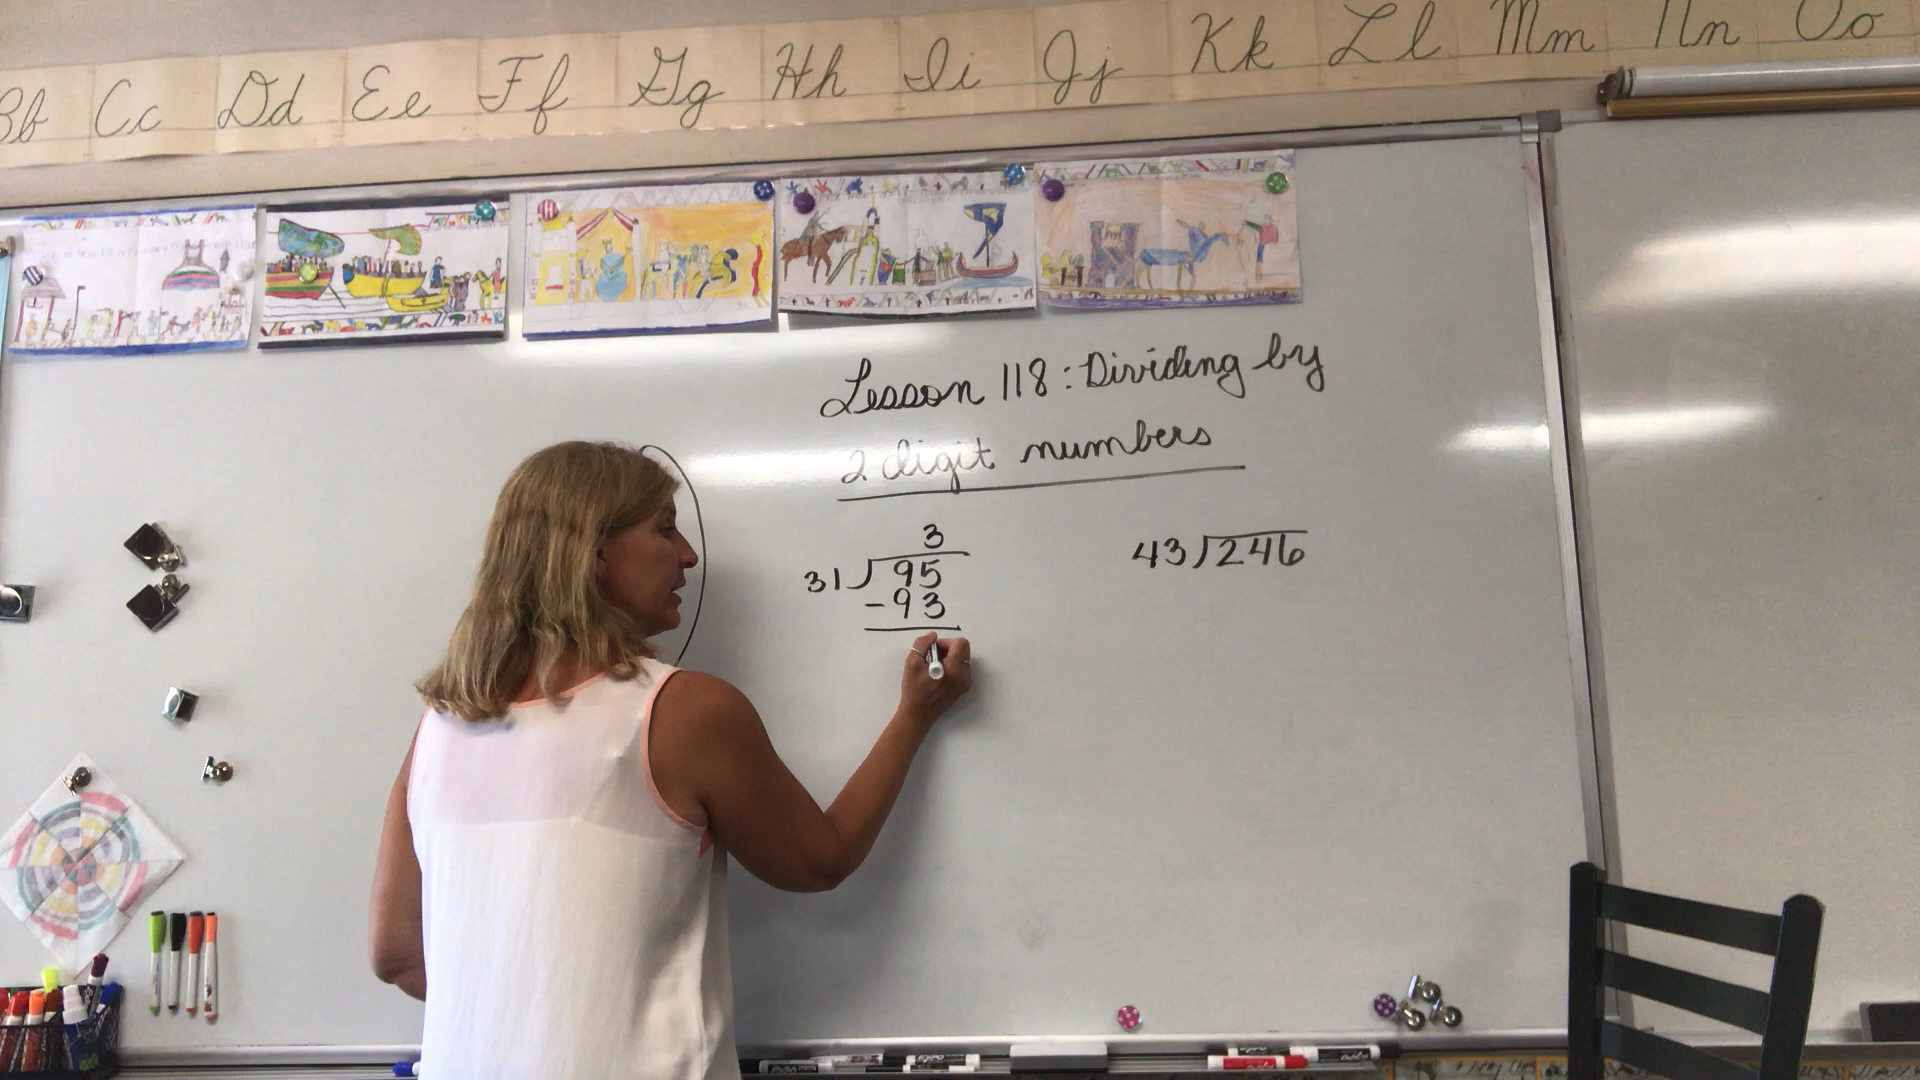 Bb Cc Dd Ee Ff Gg Hh Ii Jj Kk Ll Mm Nn Oo
Lesson 118: Dividing by
2 digit numbers
3
31)95
-93
43)246